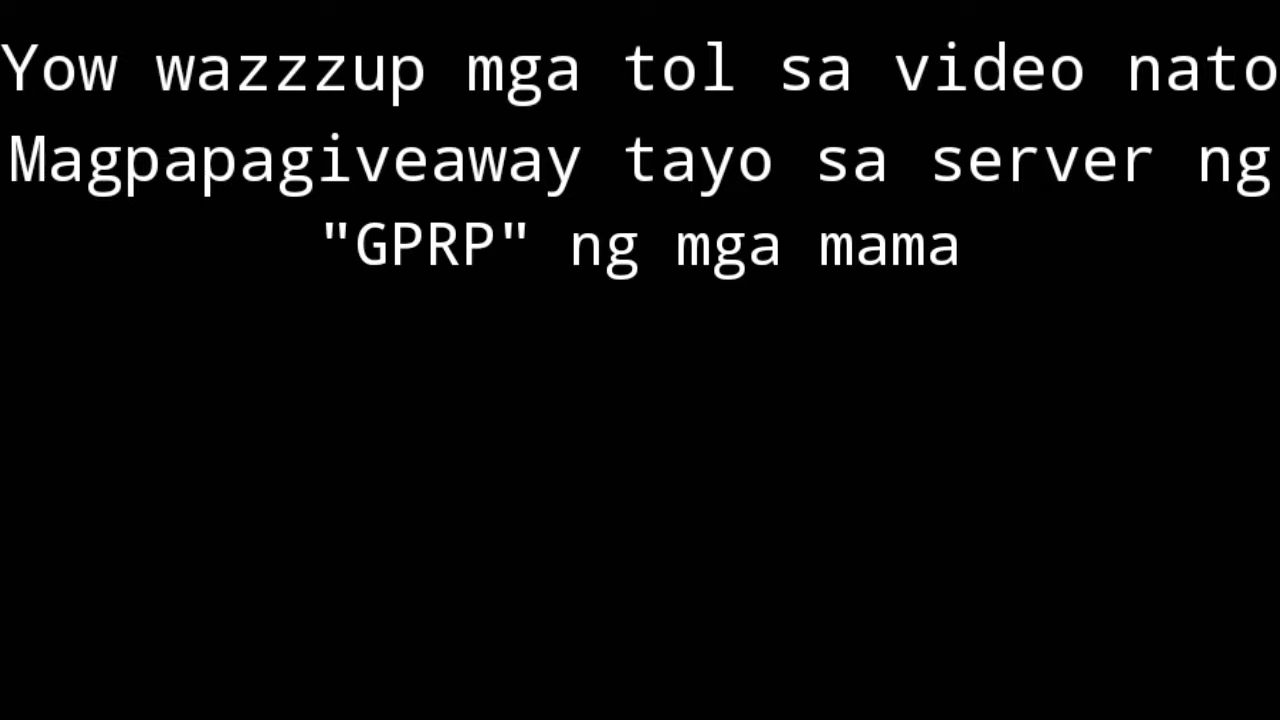 Yow wazzzup mga tol sa video nato
Magpapagiveaway tayo sa server ng
"GPRP" ng mga mama